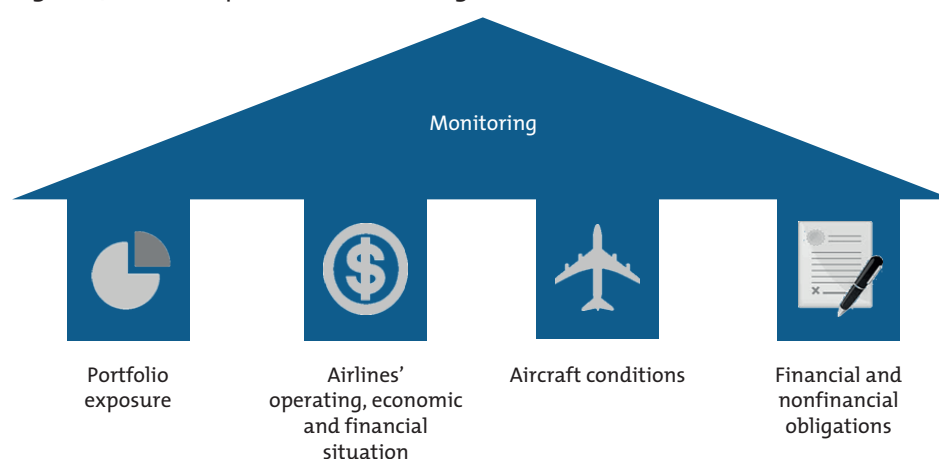 Monitoring
Portfolio
exposure
Airlines'
operating, economic
and financial
situation
Aircraft conditions
Financial and
nonfinancial
obligations